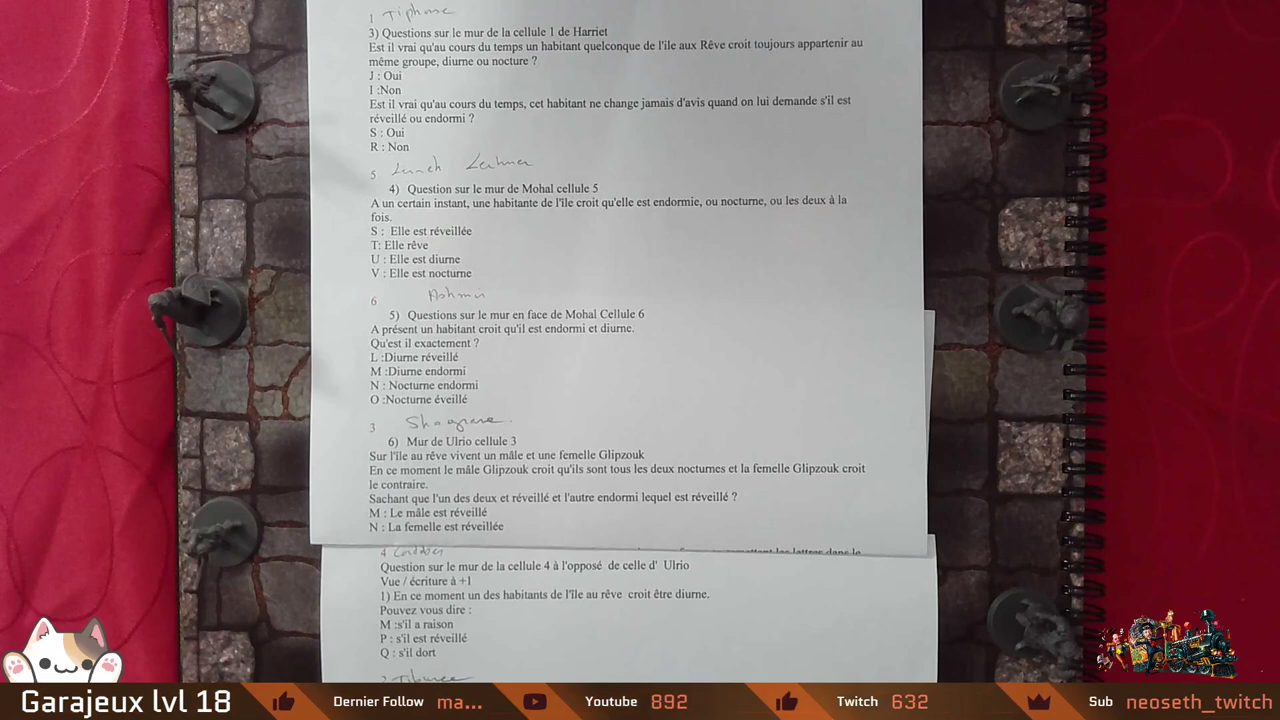 1 Tiphose
3) Questions sur le mur de la cellule 1 de Harriet
Est il vrai qu'au cours du temps un habitant quelconque de l'île aux Rêve croit toujours appartenir au
même groupe, diurne ou nocture ?
J : Oui
I :Non
Est il vrai qu'au cours du temps, cet habitant ne change jamais d'avis quand on lui demande s'il est
réveillé ou endormi ?
S : Oui
R : Non
5
4) Question sur le mur de Mohal cellule 5
A un certain instant, une habitante de l'île croit qu'elle est endormie, ou nocturne, ou les deux à la
fois.
S : Elle est réveillée
T: Elle rêve
U : Elle est diurne
V : Elle est nocturne
6 Ashmir
5) Questions sur le mur en face de Mohal Cellule 6
A présent un habitant croit qu'il est endormi et diurne.
Qu'est il exactement ?
L :Diurne réveillé
M :Diurne endormi
N : Nocturne endormi
O :Nocturne éveillé
6) Mur de Ulrio cellule 3
Sur l'île au rêve vivent un mâle et une femelle Glipzouk
En ce moment le mâle Glipzouk croit qu'ils sont tous les deux nocturnes et la femelle Glipzouk croit
le contraire.
Sachant que l'un des deux et réveillé et l'autre endormi lequel est réveillé ?
M : Le mâle est réveillé
N : La femelle est réveillée
4
Question sur le mur de la cellule 4 à l'opposé de celle d' Ulrio
Vue / écriture à +1
1) En ce moment un des habitants de l'île au rêve croit être diurne.
Pouvez vous dire :
M :s'il a raison
P : s'il est réveillé
Q : s'il dort
Garajeux lvl 18 Dernier Follow ma... Youtube 892 Twitch 632 Sub neoseth_twitch